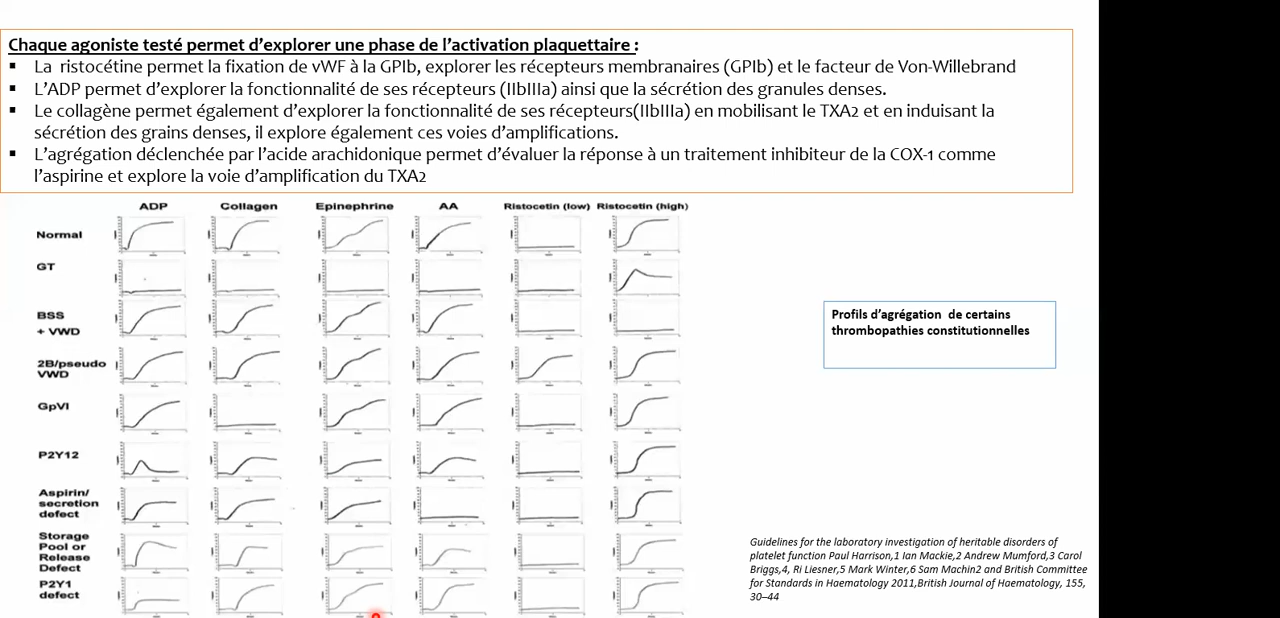 Chaque agoniste testé permet d'explorer une phase de l'activation plaquettaire :
▪ La ristocétine permet la fixation de vWF à la GPIb, explorer les récepteurs membranaires (GPIb) et le facteur de Von-Willebrand
▪ L'ADP permet d'explorer la fonctionnalité de ses récepteurs (IIbIIIa) ainsi que la sécrétion des granules denses.
▪ Le collagène permet également d'explorer la fonctionnalité de ses récepteurs(IIbIIIa) en mobilisant le TXA2 et en induisant la
sécrétion des grains denses, il explore également ces voies d'amplifications.
▪ L'agrégation déclenchée par l'acide arachidonique permet d'évaluer la réponse à un traitement inhibiteur de la COX-1 comme
l'aspirine et explore la voie d'amplification du TXA2
ADP Collagen Epinephrine AA Ristocetin (low) Ristocetin (high)
Normal
GT
BSS
+ VWD
2B/pseudo
VWD
GpVI
P2Y12
Aspirin/
secretion
defect
Storage
Pool or
Release
Defect
P2Y1
defect
Profils d'agrégation de certains
thrombopathies constitutionnelles
Guidelines for the laboratory investigation of heritable disorders of
platelet function Paul Harrison,1 Ian Mackie,2 Andrew Mumford,3 Carol
Briggs,4, Ri Liesner,5 Mark Winter,6 Sam Machin2 and British Committee
for Standards in Haematology 2011,British Journal of Haematology, 155,
30–44